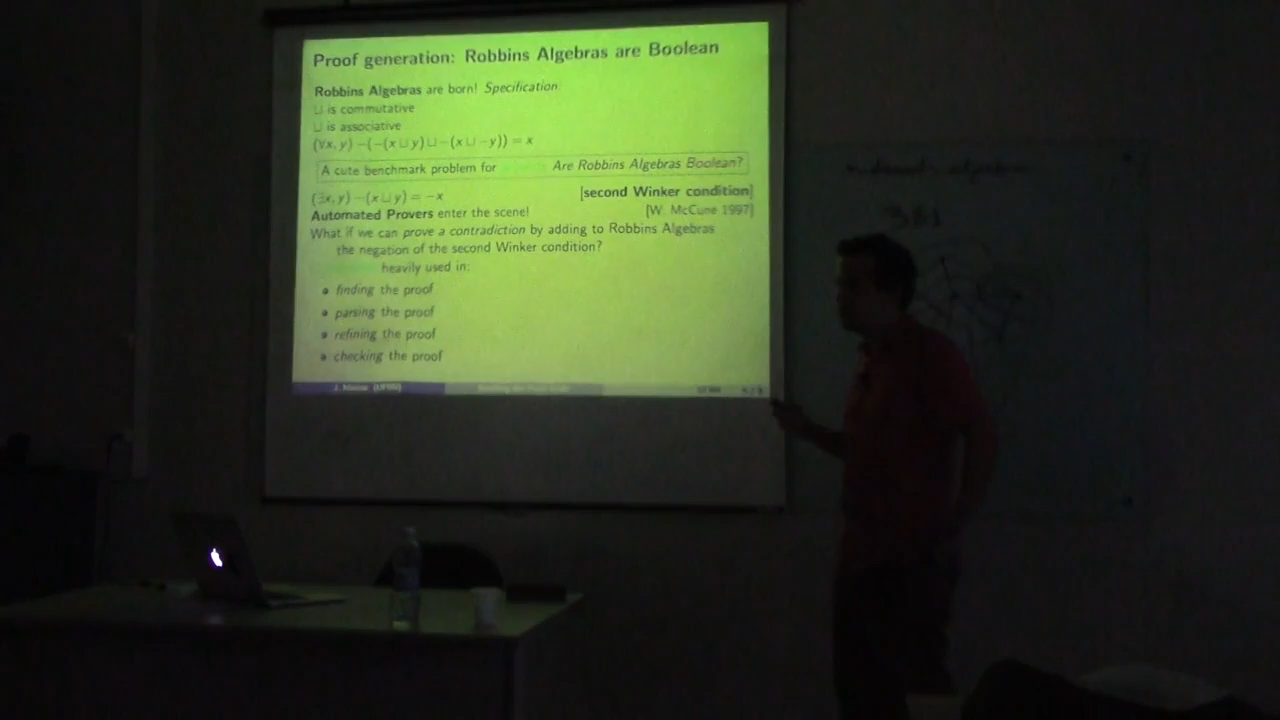 Proof generation: Robbins Algebras are Boolean
Robbins Algebras are born! Specification:
⊔ is commutative
⊔ is associative
(∀x, y) −(−(x ⊔ y) ⊔ −(x ⊔ −y)) = x
A cute benchmark problem for Are Robbins Algebras Boolean?
(∃x, y) −(x ⊔ y) = −x [second Winker condition]
Automated Provers enter the scene! [W. McCune 1997]
What if we can prove a contradiction by adding to Robbins Algebras
the negation of the second Winker condition?
heavily used in:
• finding the proof
• parsing the proof
• refining the proof
• checking the proof
381